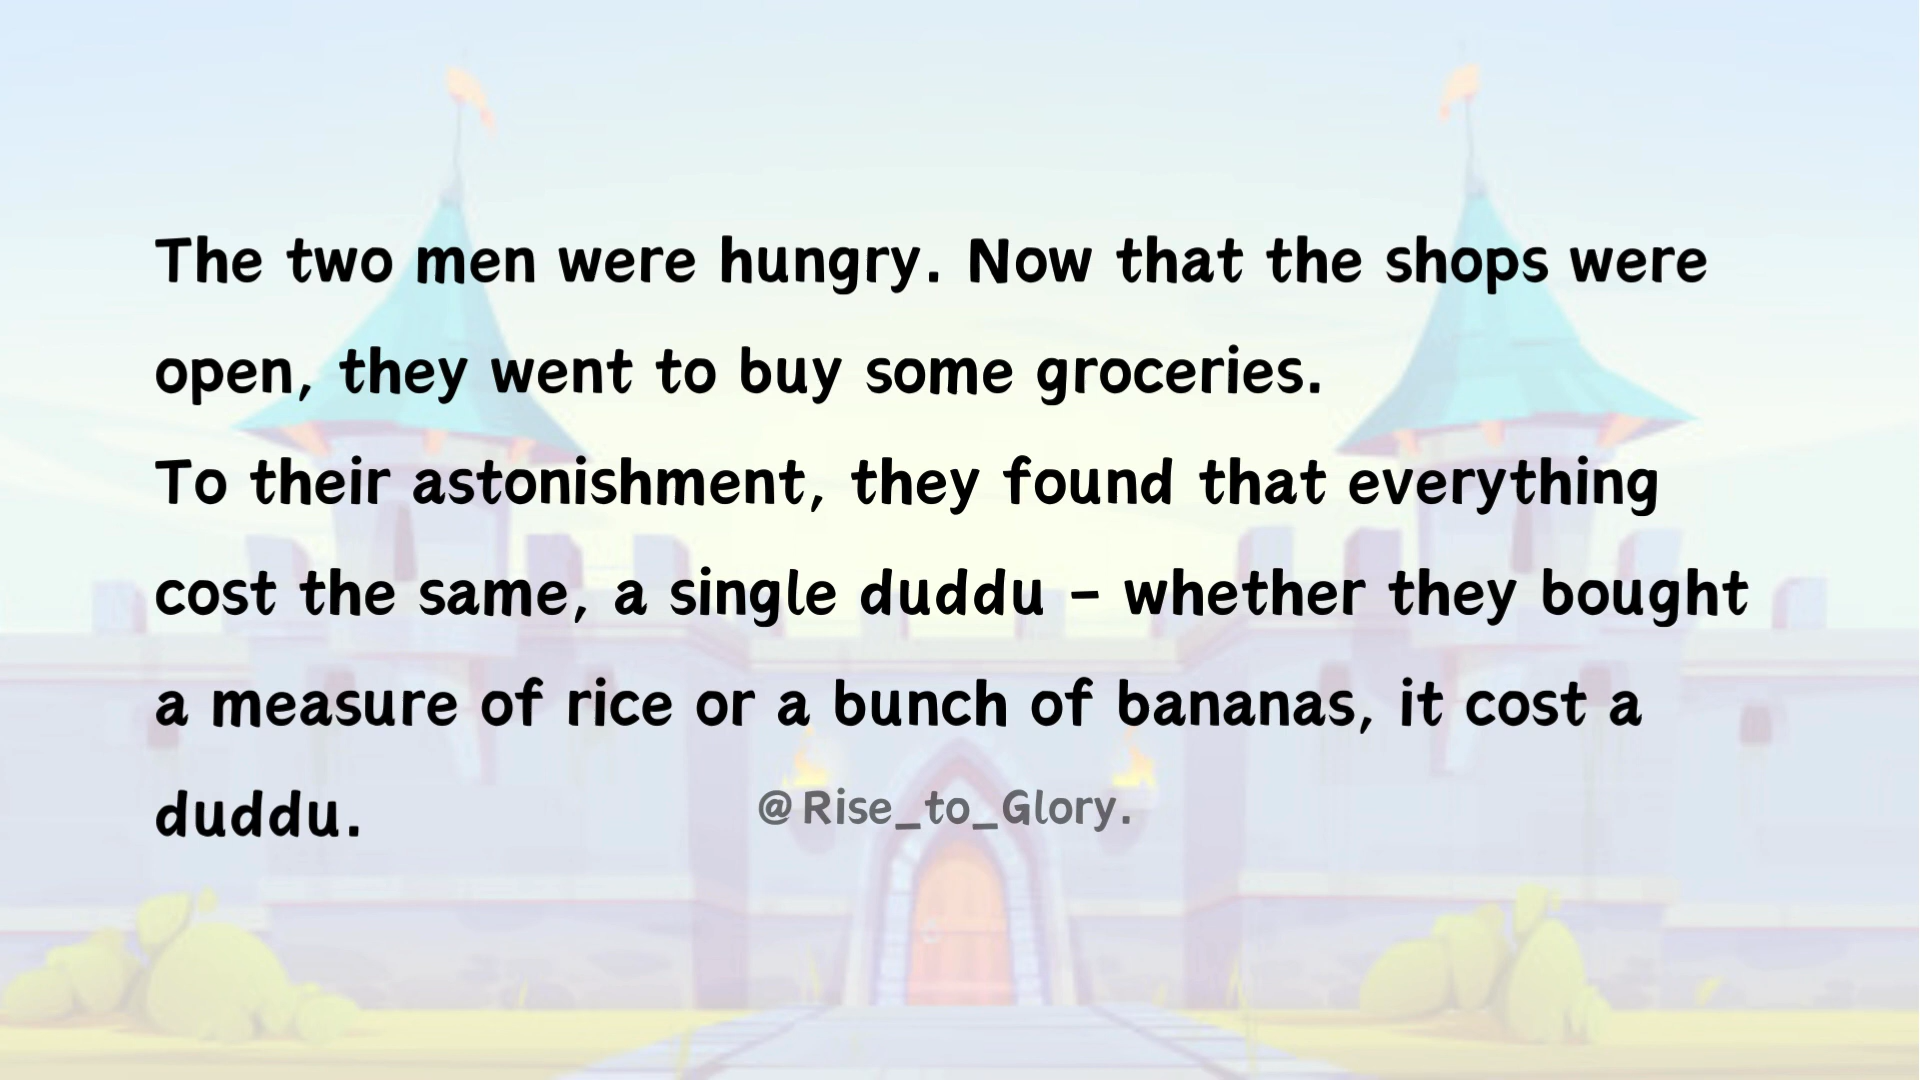 The two men were hungry. Now that the shops were
open, they went to buy some groceries.
To their astonishment, they found that everything
cost the same, a single duddu - whether they bought
a measure of rice or a bunch of bananas, it cost a
duddu.
@Rise_to_Glory.